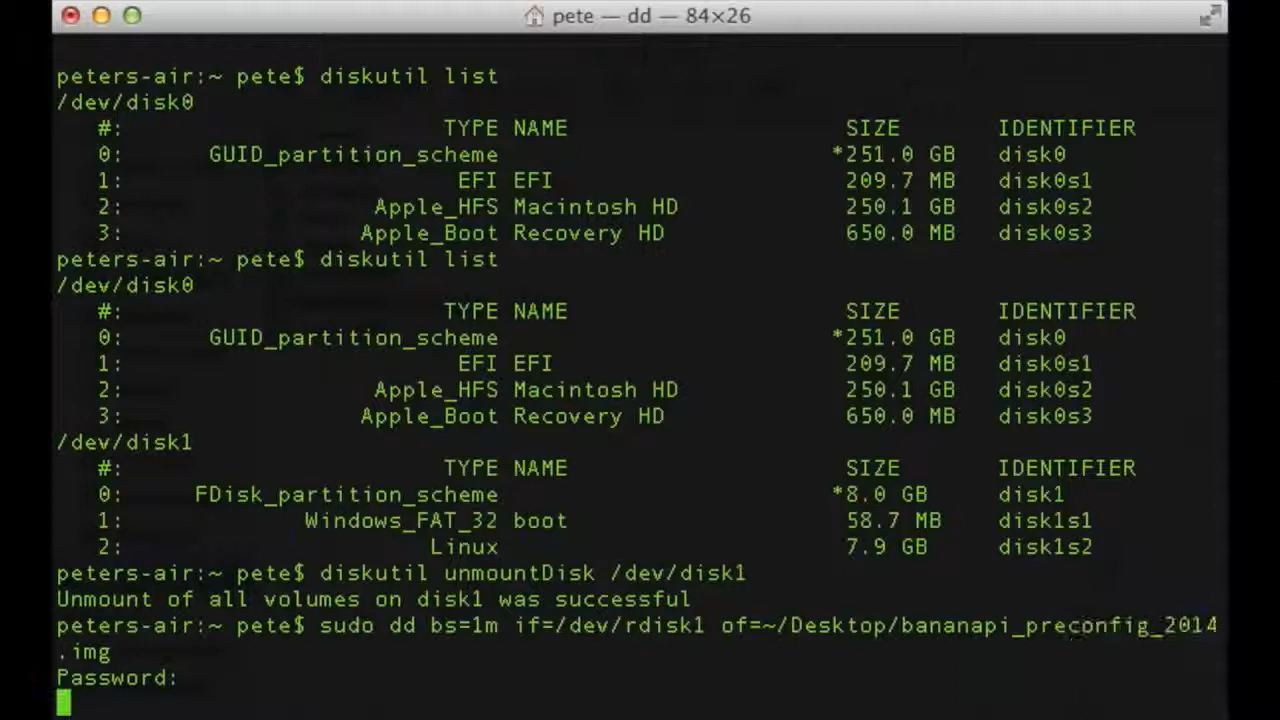 pete — dd — 84×26
peters-air:~ pete$ diskutil list
/dev/disk0
#: TYPE NAME SIZE IDENTIFIER
0: GUID_partition_scheme *251.0 GB disk0
1: EFI EFI 209.7 MB disk0s1
2: Apple_HFS Macintosh HD 250.1 GB disk0s2
3: Apple_Boot Recovery HD 650.0 MB disk0s3
peters-air:~ pete$ diskutil list
/dev/disk0
#: TYPE NAME SIZE IDENTIFIER
0: GUID_partition_scheme *251.0 GB disk0
1: EFI EFI 209.7 MB disk0s1
2: Apple_HFS Macintosh HD 250.1 GB disk0s2
3: Apple_Boot Recovery HD 650.0 MB disk0s3
/dev/disk1
#: TYPE NAME SIZE IDENTIFIER
0: FDisk_partition_scheme *8.0 GB disk1
1: Windows_FAT_32 boot 58.7 MB disk1s1
2: Linux 7.9 GB disk1s2
peters-air:~ pete$ diskutil unmountDisk /dev/disk1
Unmount of all volumes on disk1 was successful
peters-air:~ pete$ sudo dd bs=1m if=/dev/rdisk1 of=~/Desktop/bananapi_preconfig_2014
.img
Password: